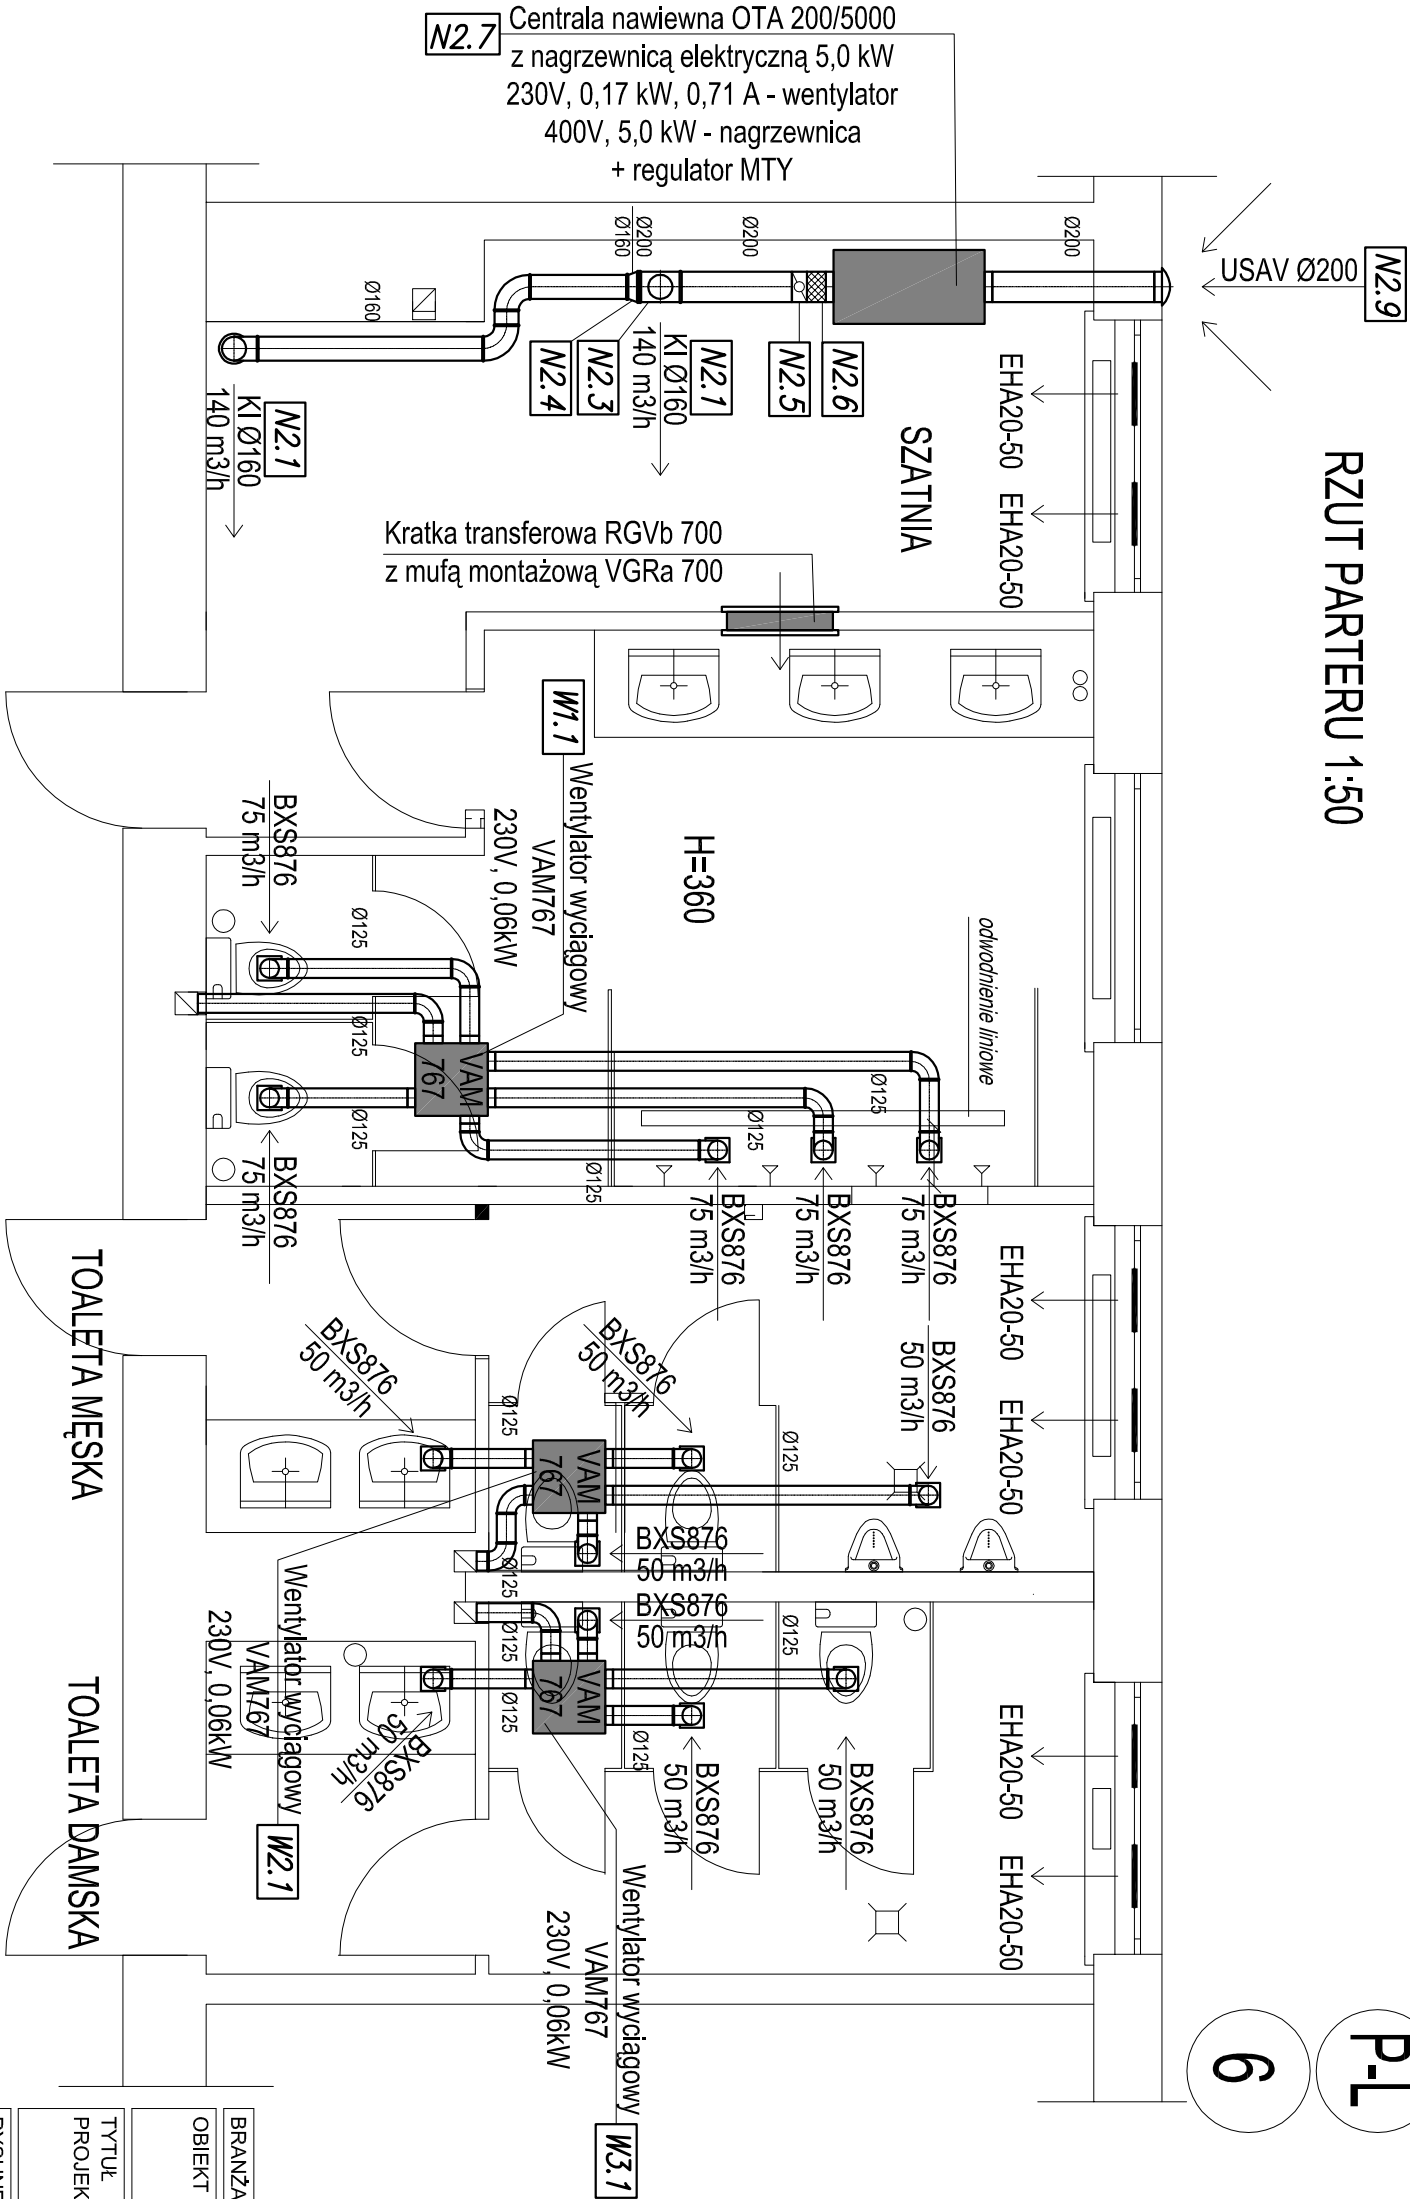 N2.7
Centrala nawiewna OTA 200/5000
z nagrzewnicą elektryczną 5,0 kW
230V, 0,17 kW, 0,71 A - wentylator
400V, 5,0 kW - nagrzewnica
+ regulator MTY
N2.9
USAV Ø200
RZUT PARTERU 1:50
P-L
6
Ø200
Ø200
Ø200
Ø160
Ø160
N2.6
N2.5
N2.1
KI Ø160
140 m3/h
N2.3
N2.4
N2.1
KI Ø160
140 m3/h
SZATNIA
EHA20-50
EHA20-50
Kratka transferowa RGVb 700
z mufą montażową VGRa 700
W1.1
Wentylator wyciągowy
VAM767
230V, 0,06kW
H=360
odwodnienie liniowe
BXS876
75 m3/h
Ø125
Ø125
Ø125
VAM
767
Ø125
Ø125
Ø125
BXS876
75 m3/h
BXS876
75 m3/h
BXS876
75 m3/h
BXS876
75 m3/h
EHA20-50
EHA20-50
TOALETA MĘSKA
BXS876
50 m3/h
BXS876
50 m3/h
BXS876
50 m3/h
Ø125
Ø125
VAM
767
BXS876
50 m3/h
Ø125
BXS876
50 m3/h
Ø125
Ø125
VAM
767
Ø125
Ø125
Wentylator wyciągowy
VAM767
230V, 0,06kW
W2.1
BXS876
50 m3/h
BXS876
50 m3/h
BXS876
50 m3/h
EHA20-50
EHA20-50
TOALETA DAMSKA
Wentylator wyciągowy
VAM767
230V, 0,06kW
W3.1
BRANŻA
OBIEKT
TYTUŁ
PROJEK